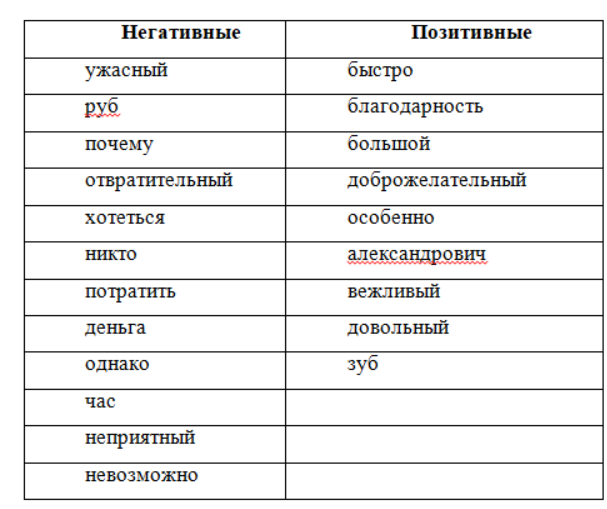 Негативные Позитивные
ужасный быстро
руб благодарность
почему большой
отвратительный доброжелательный
хотеться особенно
никто александрович
потратить вежливый
деньга довольный
однако зуб
час
неприятный
невозможно